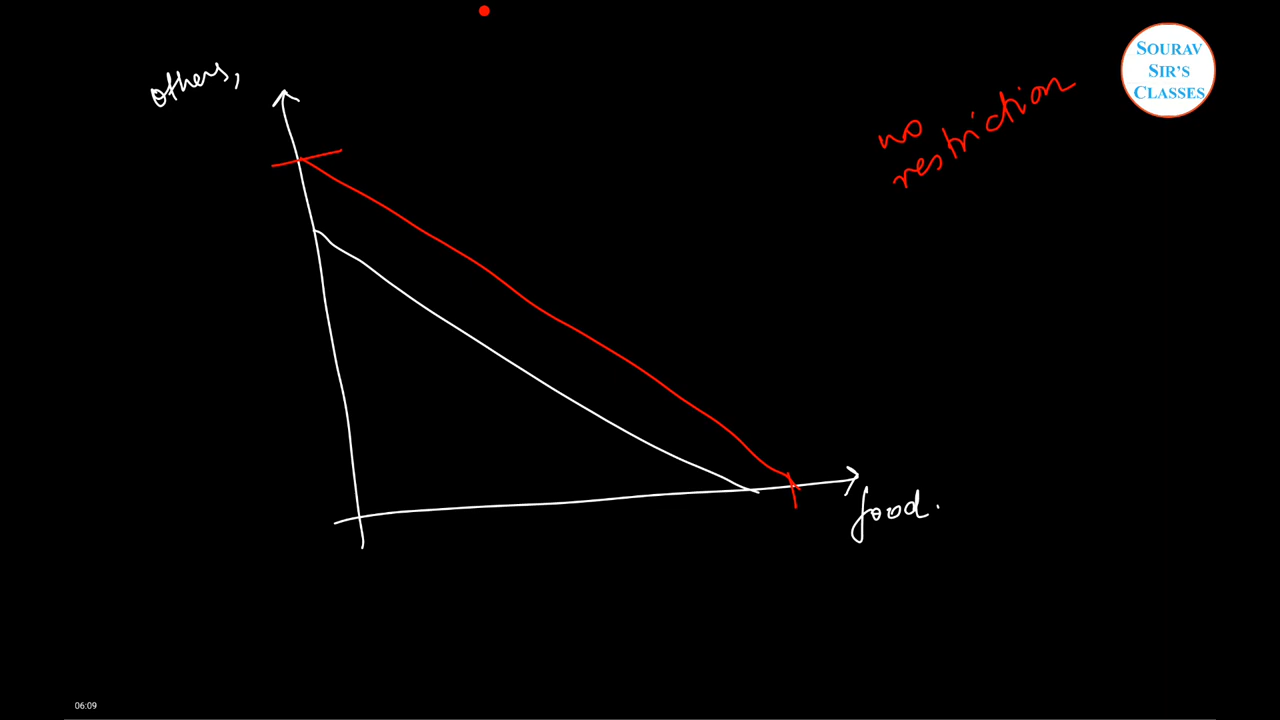 others,
no
restriction
SOURAV
SIR'S
CLASSES
food.
06:09